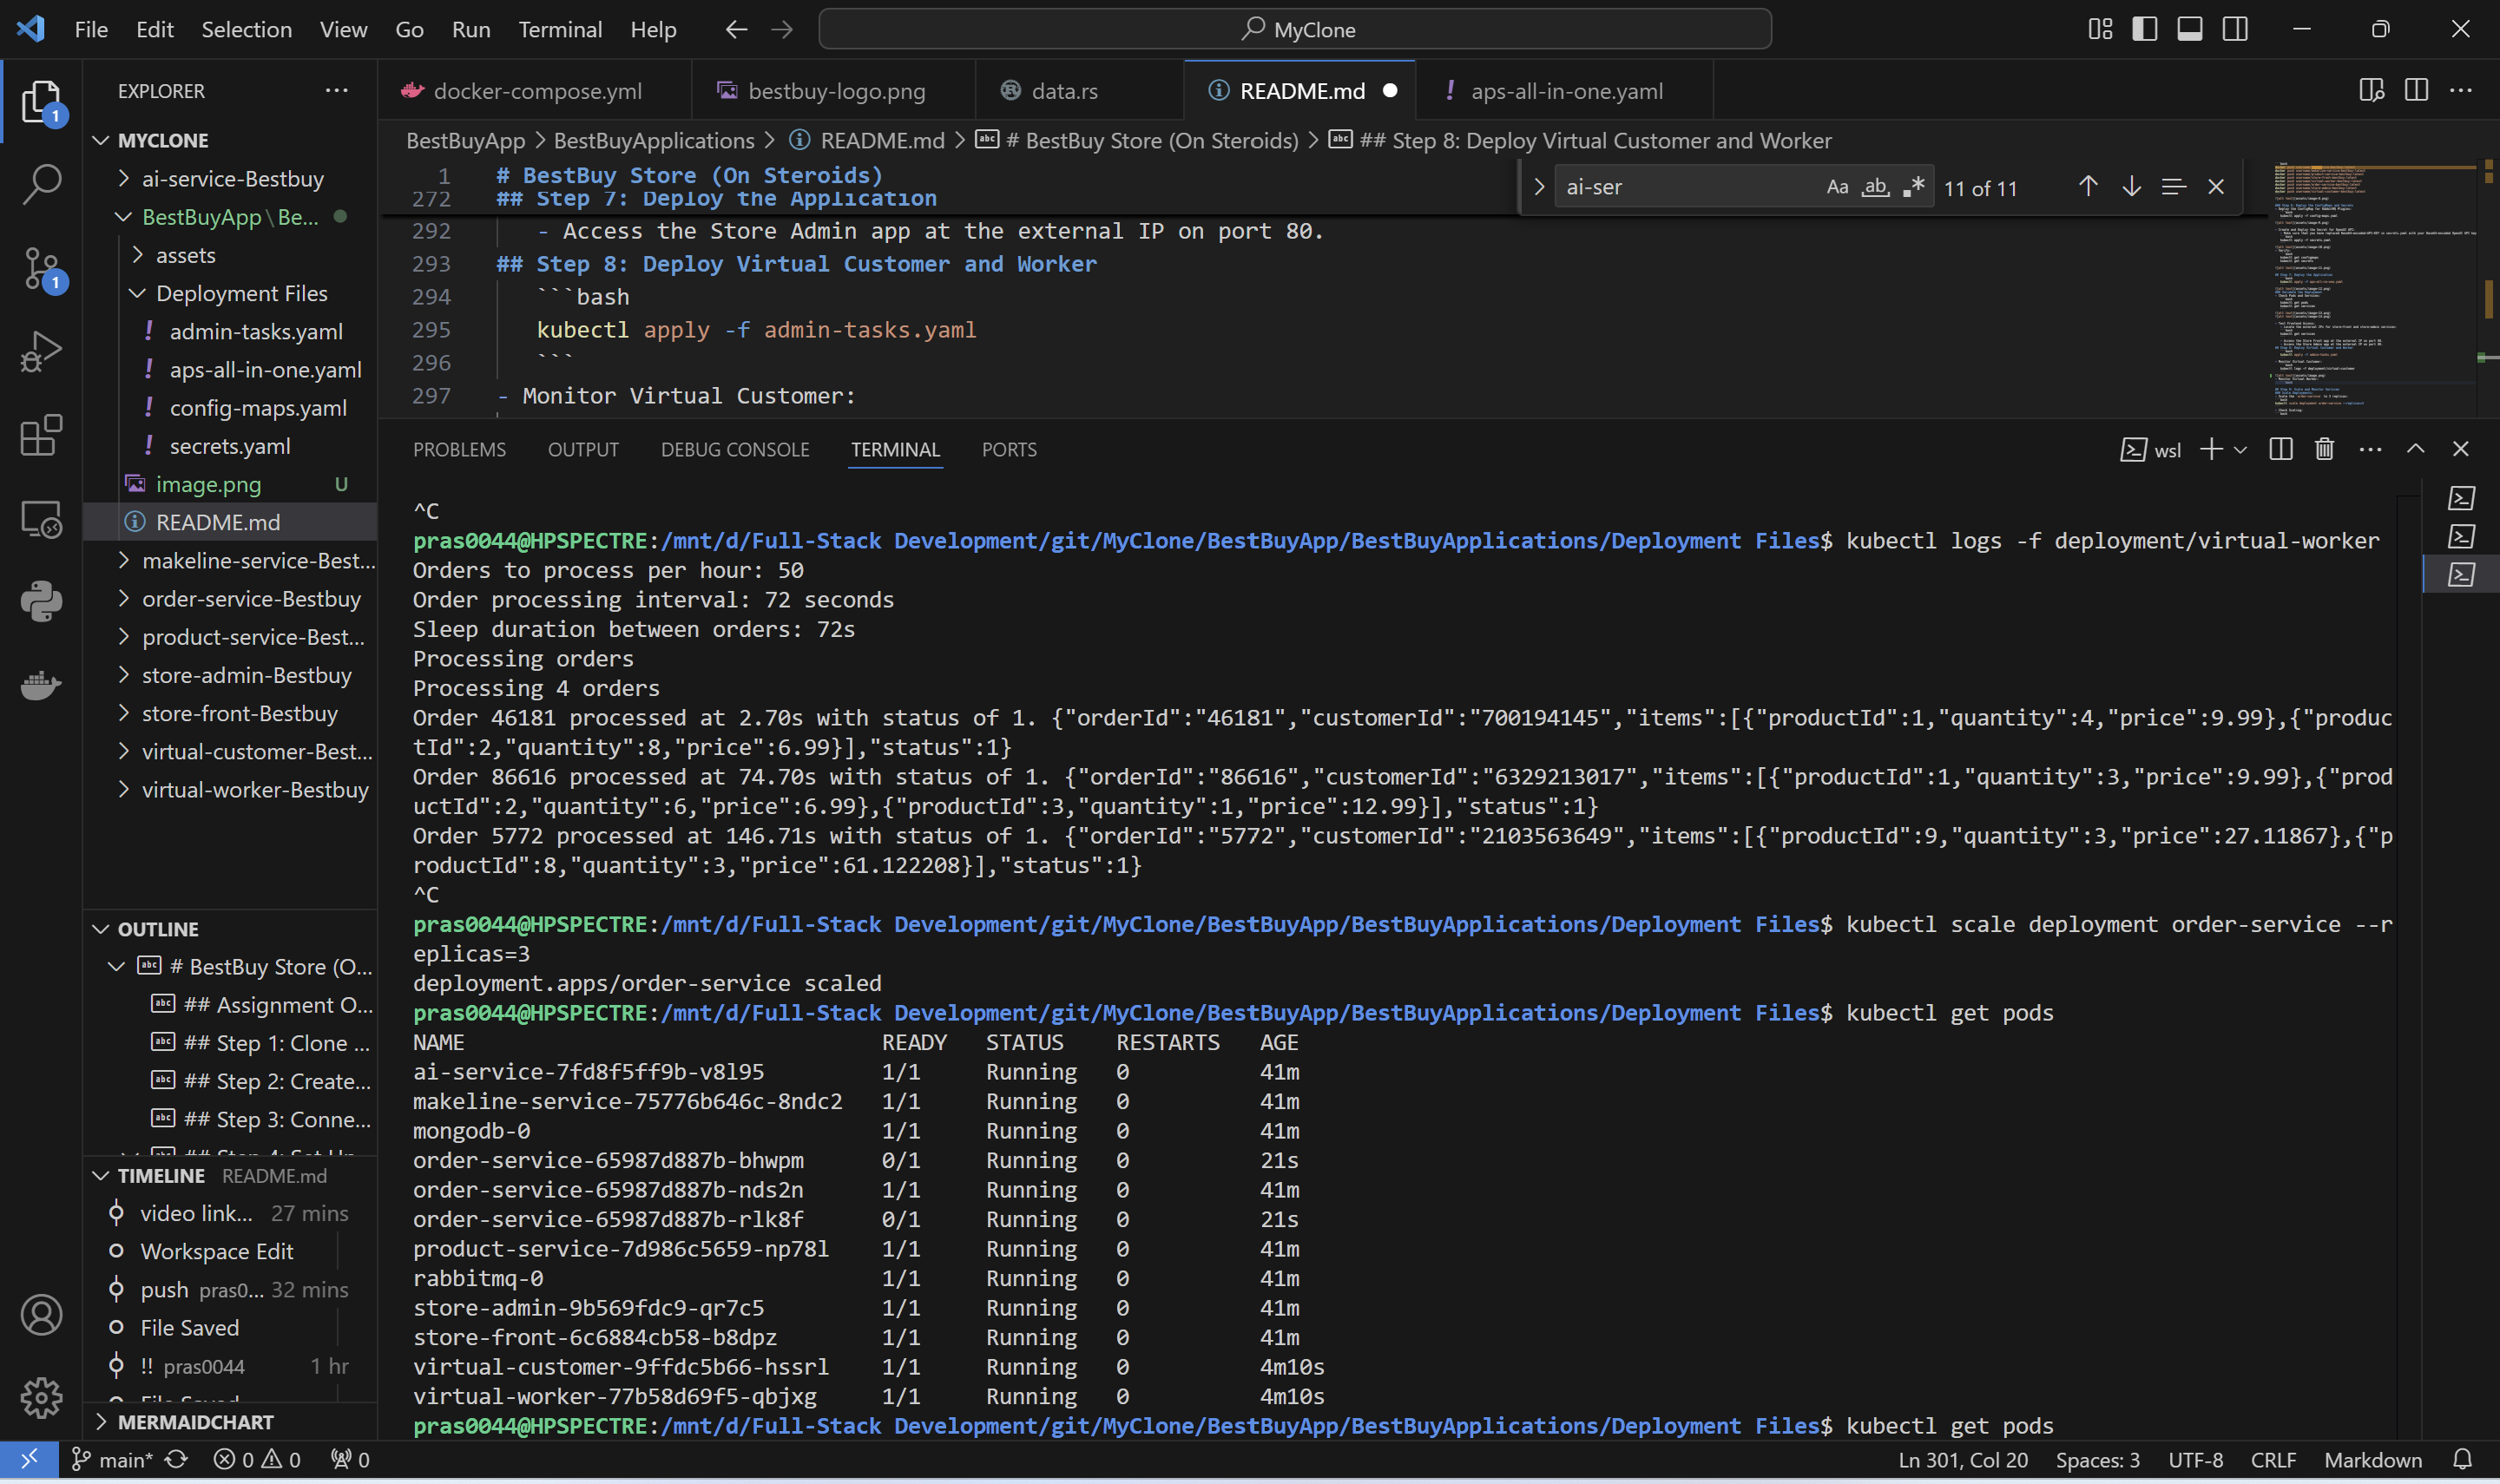 File Edit Selection View Go Run Terminal Help MyClone
EXPLORER
docker-compose.yml bestbuy-logo.png data.rs README.md aps-all-in-one.yaml
BestBuyApp > BestBuyApplications > README.md > # BestBuy Store (On Steroids) > ## Step 8: Deploy Virtual Customer and Worker
MYCLONE
ai-service-Bestbuy
BestBuyApp\Be...
assets
Deployment Files
admin-tasks.yaml
aps-all-in-one.yaml
config-maps.yaml
secrets.yaml
image.png U
README.md
makeline-service-Best...
order-service-Bestbuy
product-service-Best...
store-admin-Bestbuy
store-front-Bestbuy
virtual-customer-Best...
virtual-worker-Bestbuy
OUTLINE
# BestBuy Store (O...
## Assignment O...
## Step 1: Clone ...
## Step 2: Create...
## Step 3: Conne...
TIMELINE README.md
video link... 27 mins
Workspace Edit
push pras0... 32 mins
File Saved
!! pras0044 1 hr
File Saved
MERMAIDCHART
1 # BestBuy Store (On Steroids)
272 ## Step 7: Deploy the Application
292 - Access the Store Admin app at the external IP on port 80.
293 ## Step 8: Deploy Virtual Customer and Worker
294 ```bash
295 kubectl apply -f admin-tasks.yaml
296 ```
297 - Monitor Virtual Customer:
ai-ser Aa ab .* 11 of 11
PROBLEMS OUTPUT DEBUG CONSOLE TERMINAL PORTS wsl
^C
pras0044@HPSPECTRE:/mnt/d/Full-Stack Development/git/MyClone/BestBuyApp/BestBuyApplications/Deployment Files$ kubectl logs -f deployment/virtual-worker
Orders to process per hour: 50
Order processing interval: 72 seconds
Sleep duration between orders: 72s
Processing orders
Processing 4 orders
Order 46181 processed at 2.70s with status of 1. {"orderId":"46181","customerId":"700194145","items":[{"productId":1,"quantity":4,"price":9.99},{"produc
tId":2,"quantity":8,"price":6.99}],"status":1}
Order 86616 processed at 74.70s with status of 1. {"orderId":"86616","customerId":"6329213017","items":[{"productId":1,"quantity":3,"price":9.99},{"prod
uctId":2,"quantity":6,"price":6.99},{"productId":3,"quantity":1,"price":12.99}],"status":1}
Order 5772 processed at 146.71s with status of 1. {"orderId":"5772","customerId":"2103563649","items":[{"productId":9,"quantity":3,"price":27.11867},{"p
roductId":8,"quantity":3,"price":61.122208}],"status":1}
^C
pras0044@HPSPECTRE:/mnt/d/Full-Stack Development/git/MyClone/BestBuyApp/BestBuyApplications/Deployment Files$ kubectl scale deployment order-service --r
eplicas=3
deployment.apps/order-service scaled
pras0044@HPSPECTRE:/mnt/d/Full-Stack Development/git/MyClone/BestBuyApp/BestBuyApplications/Deployment Files$ kubectl get pods
NAME READY STATUS RESTARTS AGE
ai-service-7fd8f5ff9b-v8l95 1/1 Running 0 41m
makeline-service-75776b646c-8ndc2 1/1 Running 0 41m
mongodb-0 1/1 Running 0 41m
order-service-65987d887b-bhwpm 0/1 Running 0 21s
order-service-65987d887b-nds2n 1/1 Running 0 41m
order-service-65987d887b-rlk8f 0/1 Running 0 21s
product-service-7d986c5659-np78l 1/1 Running 0 41m
rabbitmq-0 1/1 Running 0 41m
store-admin-9b569fdc9-qr7c5 1/1 Running 0 41m
store-front-6c6884cb58-b8dpz 1/1 Running 0 41m
virtual-customer-9ffdc5b66-hssrl 1/1 Running 0 4m10s
virtual-worker-77b58d69f5-qbjxg 1/1 Running 0 4m10s
pras0044@HPSPECTRE:/mnt/d/Full-Stack Development/git/MyClone/BestBuyApp/BestBuyApplications/Deployment Files$ kubectl get pods
main* 0 0 0 Ln 301, Col 20 Spaces: 3 UTF-8 CRLF Markdown